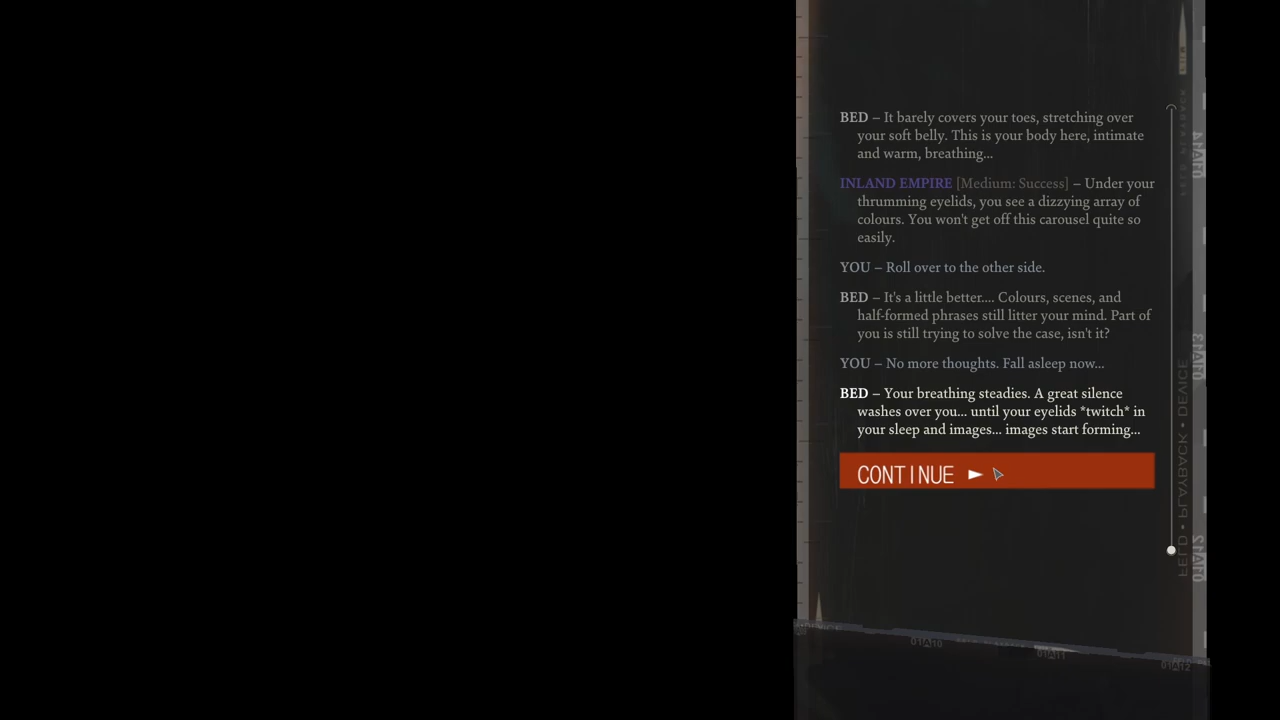 BED – It barely covers your toes, stretching over
your soft belly. This is your body here, intimate
and warm, breathing...
INLAND EMPIRE [Medium: Success] – Under your
thrumming eyelids, you see a dizzying array of
colours. You won't get off this carousel quite so
easily.
YOU – Roll over to the other side.
BED – It's a little better.... Colours, scenes, and
half-formed phrases still litter your mind. Part of
you is still trying to solve the case, isn't it?
YOU – No more thoughts. Fall asleep now...
BED – Your breathing steadies. A great silence
washes over you... until your eyelids *twitch* in
your sleep and images... images start forming...
CONTINUE
FELD • PLAYBACK • DEVICE